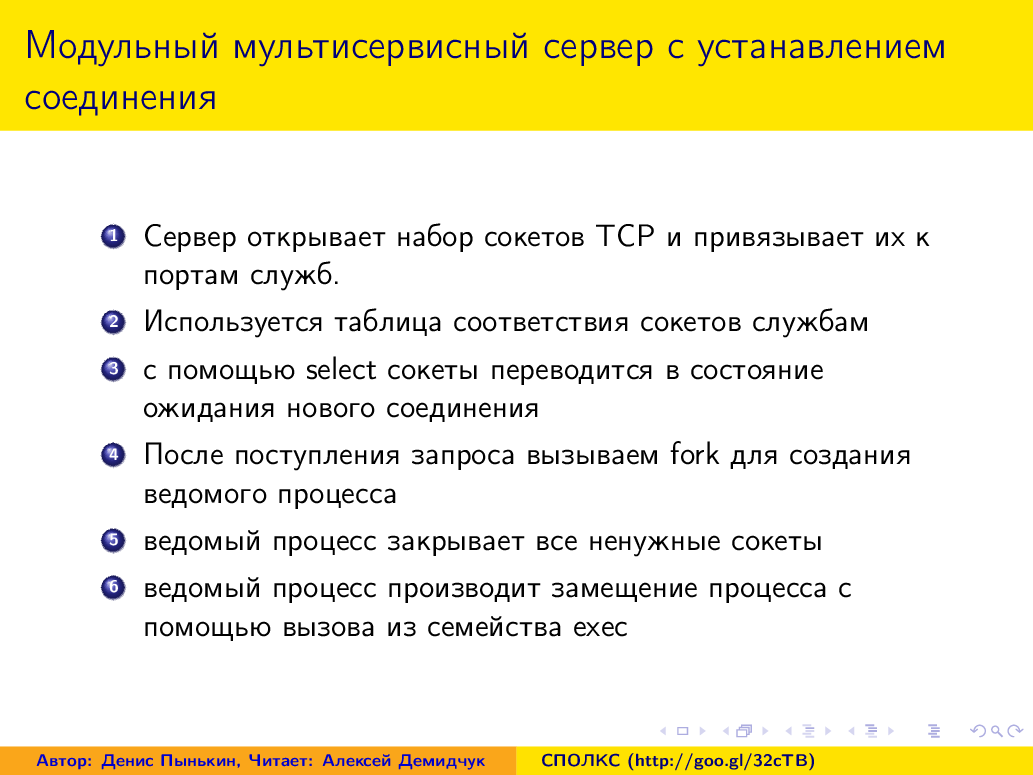 Модульный мультисервисный сервер с устанавлением
соединения
1 Сервер открывает набор сокетов TCP и привязывает их к
портам служб.
2 Используется таблица соответствия сокетов службам
3 с помощью select сокеты переводится в состояние
ожидания нового соединения
4 После поступления запроса вызываем fork для создания
ведомого процесса
5 ведомый процесс закрывает все ненужные сокеты
6 ведомый процесс производит замещение процесса с
помощью вызова из семейства exec
Автор: Денис Пынькин, Читает: Алексей Демидчук СПОЛКС (http://goo.gl/32cTB)